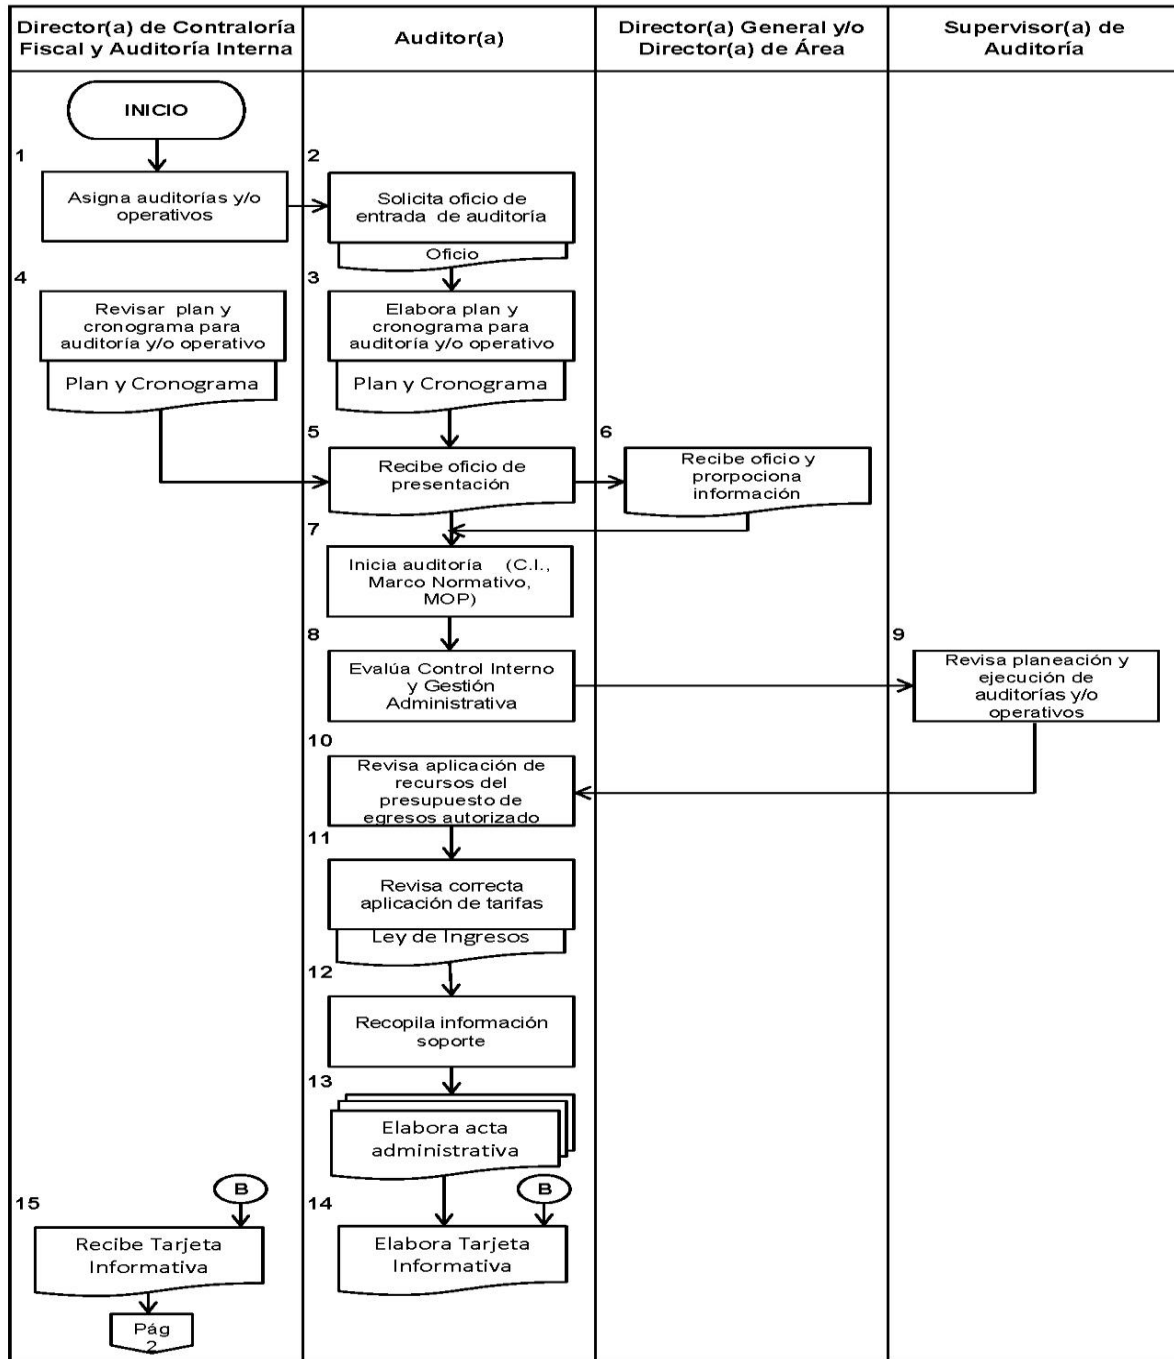 Director(a) de Contraloría
Fiscal y Auditoría Interna
Auditor(a)
Director(a) General y/o
Director(a) de Área
Supervisor(a) de
Auditoría
INICIO
1
Asigna auditorías y/o
operativos
2
Solicita oficio de
entrada de auditoría
Oficio
4
Revisar plan y
cronograma para
auditoría y/o operativo
Plan y Cronograma
3
Elabora plan y
cronograma para
auditoría y/o operativo
Plan y Cronograma
5
Recibe oficio de
presentación
6
Recibe oficio y
prorpociona
información
7
Inicia auditoría (C.I.,
Marco Normativo,
MOP)
8
Evalúa Control Interno
y Gestión
Administrativa
9
Revisa planeación y
ejecución de
auditorías y/o
operativos
10
Revisa aplicación de
recursos del
presupuesto de
egresos autorizado
11
Revisa correcta
aplicación de tarifas
Ley de Ingresos
12
Recopila información
soporte
13
Elabora acta
administrativa
B
15
Recibe Tarjeta
Informativa
B
14
Elabora Tarjeta
Informativa
Pág
2